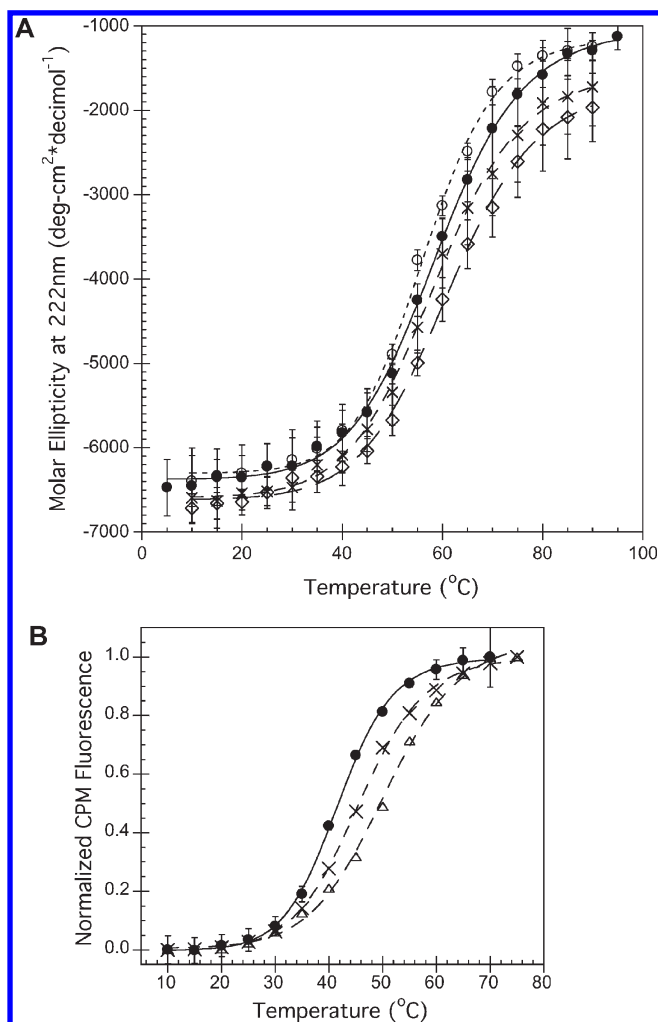 A
-1000
-2000
-3000
-4000
-5000
-6000
-7000
Molar Ellipticity at 222nm (deg-cm²*decimol⁻¹)
0 20 40 60 80 100
Temperature (°C)
B
1.0
0.8
0.6
0.4
0.2
0.0
Normalized CPM Fluorescence
10 20 30 40 50 60 70 80
Temperature (°C)